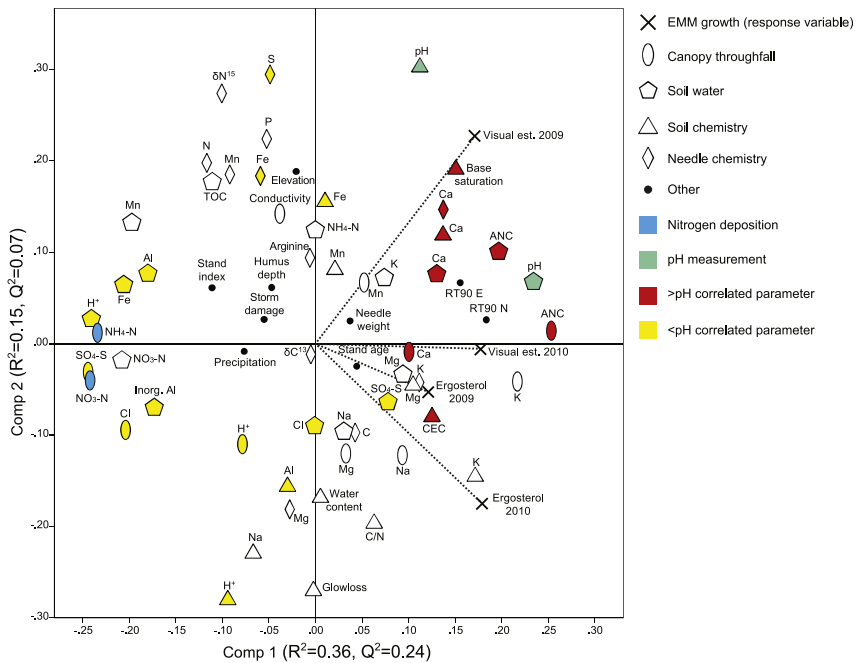 EMM growth (response variable)
Canopy throughfall
Soil water
Soil chemistry
Needle chemistry
Other
Nitrogen deposition
pH measurement
>pH correlated parameter
<pH correlated parameter
Comp 2 (R²=0.15, Q²=0.07)
.30
.20
.10
.00
-.10
-.20
-.30
pH
S
δN¹⁵
P
Visual est. 2009
N
Mn
Fe
Elevation
Base
saturation
TOC
Conductivity
Fe
Ca
Mn
NH₄-N
Ca
ANC
Al
Arginine
Mn
K
Ca
pH
Stand
index
Humus
depth
Fe
Mn
RT90 E
Storm
damage
Needle
weight
RT90 N
H⁺
NH₄-N
ANC
SO₄-S
NO₃-N
Precipitation
δC¹³
Stand age
Ca
Visual est. 2010
NO₃-N
Inorg. Al
Mg
K
Mg
K
SO₄-S
Ergosterol
2009
Cl
H⁺
Cl
Na
C
CEC
Mg
Na
Al
K
Mg
Water
content
C/N
Ergosterol
2010
Na
H⁺
Glowloss
-.25
-.20
-.15
-.10
-.05
.00
.05
.10
.15
.20
.25
.30
Comp 1 (R²=0.36, Q²=0.24)